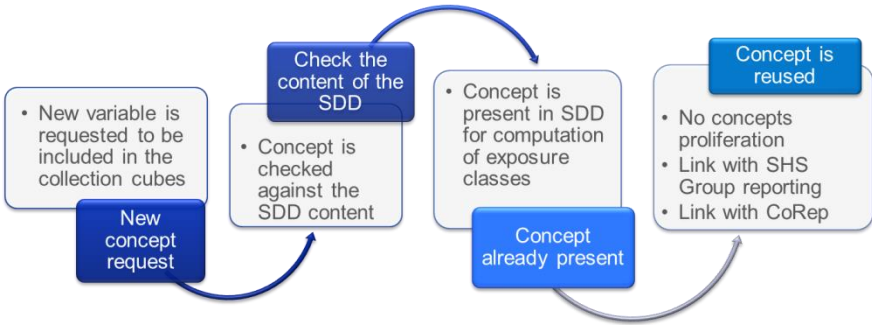 • New variable is
requested to be
included in the
collection cubes
New
concept
request
Check the
content of the
SDD
• Concept is
checked
against the
SDD content
• Concept is
present in SDD
for computation
of exposure
classes
Concept
already present
Concept is
reused
• No concepts
proliferation
• Link with SHS
Group reporting
• Link with CoRep